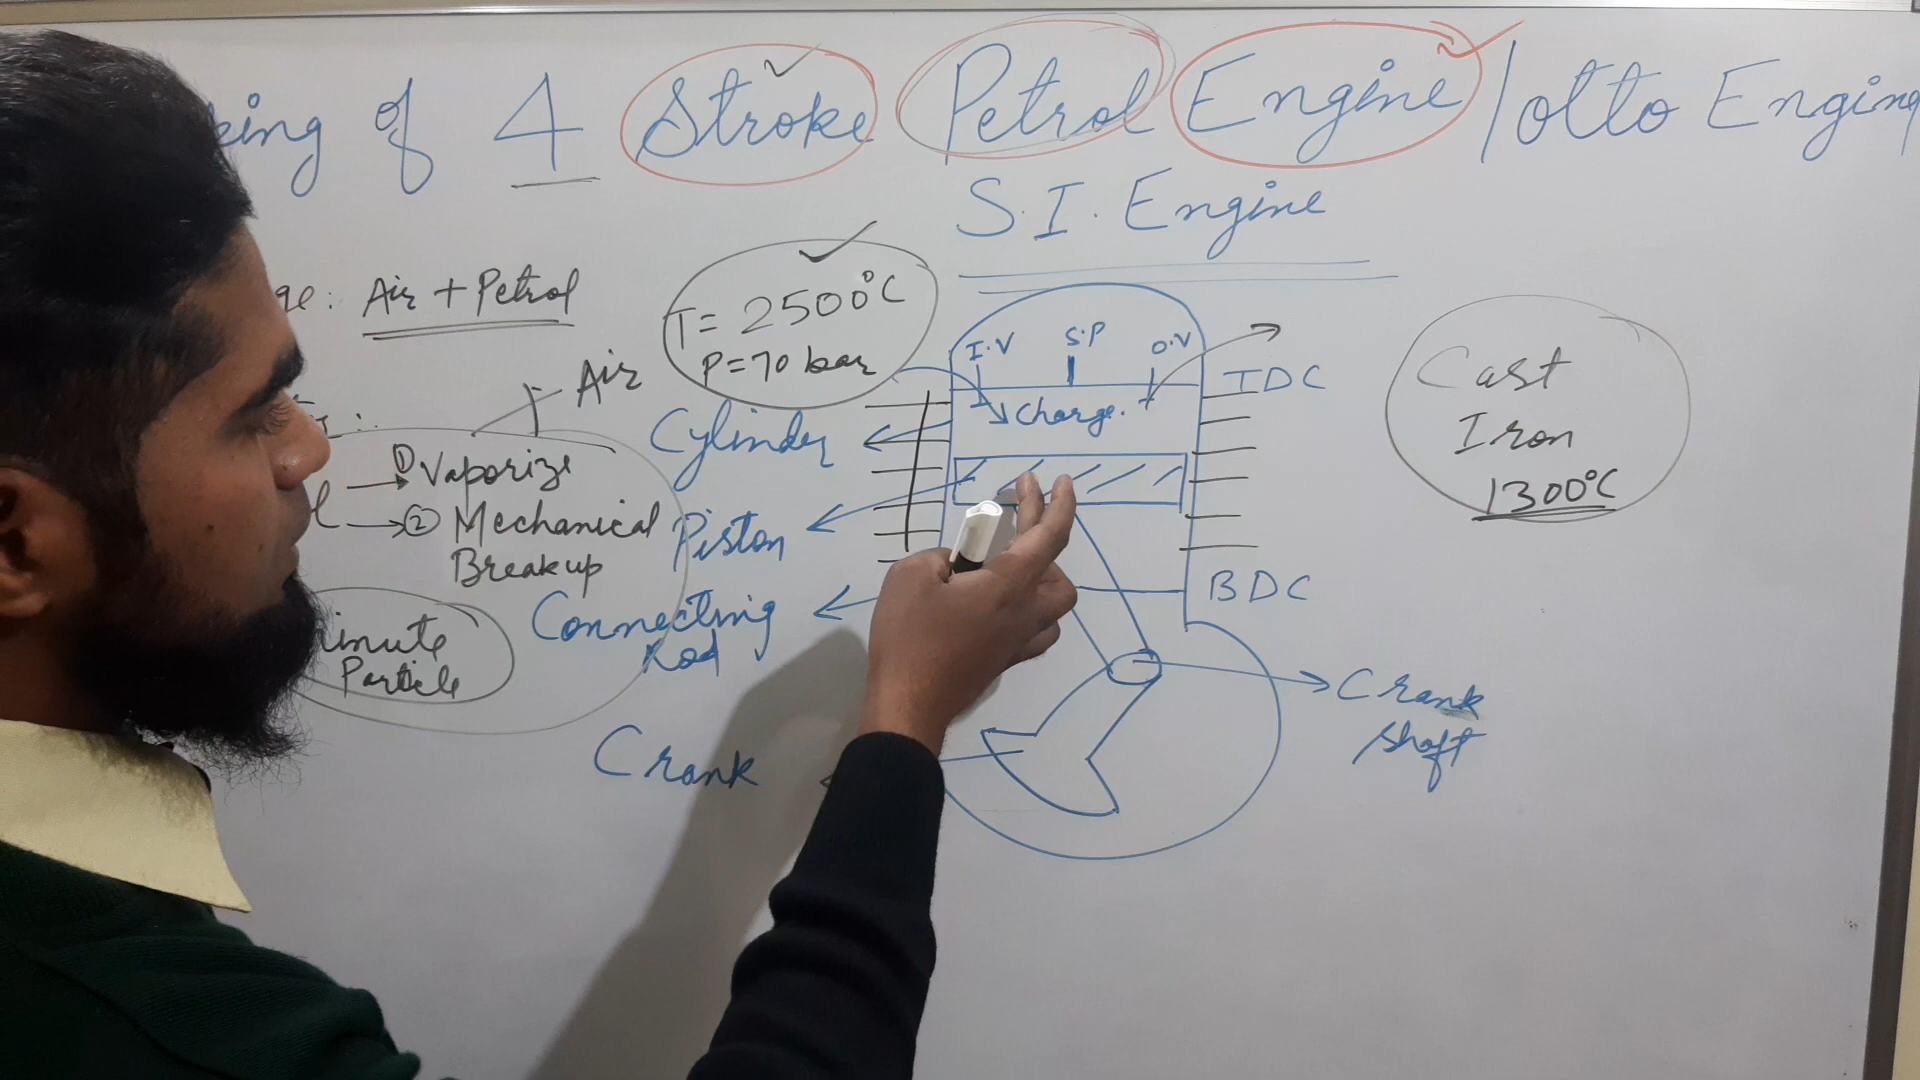 king of 4 Stroke Petrol Engine / otto Engine
S.I. Engine
ge: Air + Petrol
T = 2500°C
P = 70 bar
Air
I.V S.P O.V
IDC
Charge.
Cylinder
Cast
Iron
1300°C
① Vaporize
② Mechanical
Breakup
Piston
Connecting
Rod
BDC
inute
Particle
Crank
Shaft
Crank